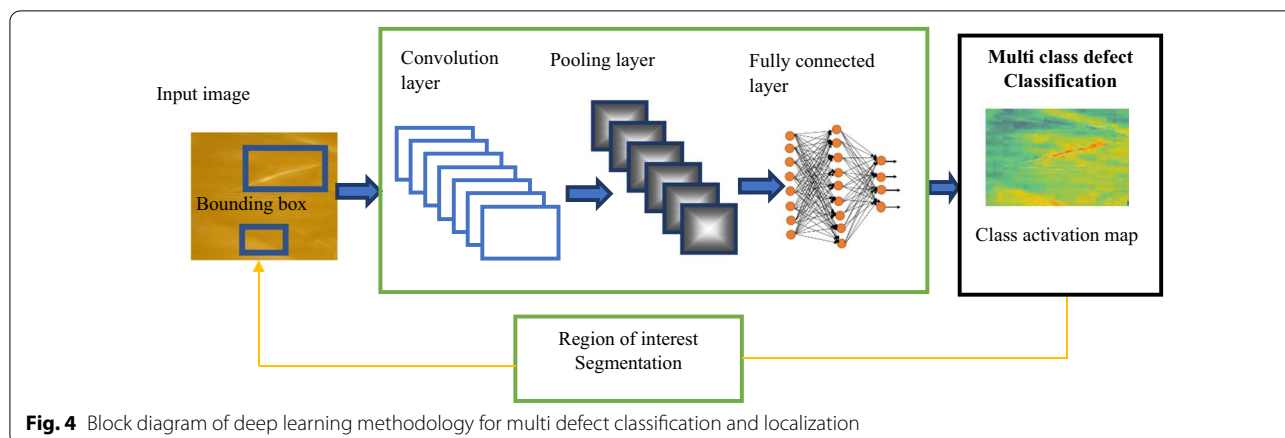 Input image
Bounding box
Convolution
layer
Pooling layer
Fully connected
layer
Multi class defect
Classification
Class activation map
Region of interest
Segmentation
Fig. 4 Block diagram of deep learning methodology for multi defect classification and localization